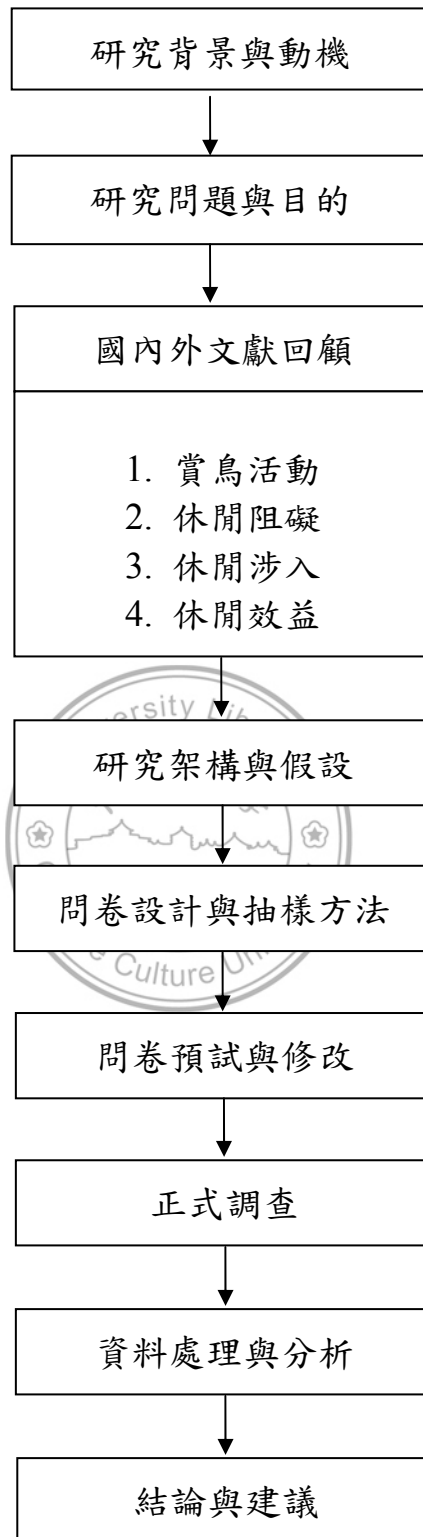 研究背景與動機
研究問題與目的
國內外文獻回顧
1. 賞鳥活動
2. 休閒阻礙
3. 休閒涉入
4. 休閒效益
研究架構與假設
問卷設計與抽樣方法
問卷預試與修改
正式調查
資料處理與分析
結論與建議
ersity Lib
Culture Un